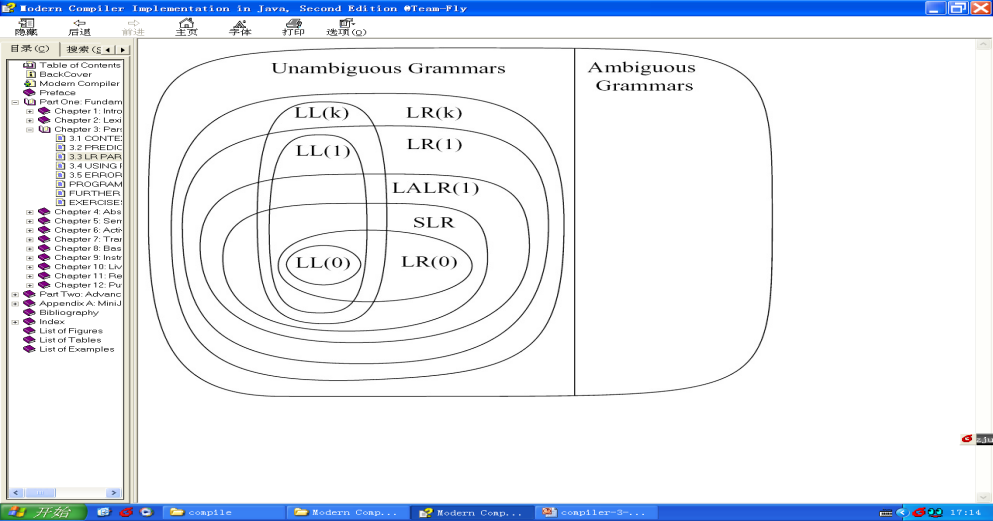 Modern Compiler Implementation in Java, Second Edition @Team-Fly
隐藏 后退 前进 主页 字体 打印 选项(O)
目录(C) 搜索(S
Table of Contents
BackCover
Modern Compiler
Preface
Part One: Fundam
Chapter 1: Intro
Chapter 2: Lexi
Chapter 3: Pars
3.1 CONTE
3.2 PREDIC
3.3 LR PAR
3.4 USING F
3.5 ERROR
PROGRAM
FURTHER
EXERCISE
Chapter 4: Abs
Chapter 5: Sem
Chapter 6: Acti
Chapter 7: Tran
Chapter 8: Bas
Chapter 9: Instr
Chapter 10: Liv
Chapter 11: Re
Chapter 12: Pu
Part Two: Advanc
Appendix A: MiniJ
Bibliography
Index
List of Figures
List of Tables
List of Examples
Unambiguous Grammars
Ambiguous
Grammars
LL(k) LR(k)
LL(1) LR(1)
LALR(1)
SLR
LL(0) LR(0)
zju
开始 compile Modern Comp... Modern Comp... compiler-3-... 17:14